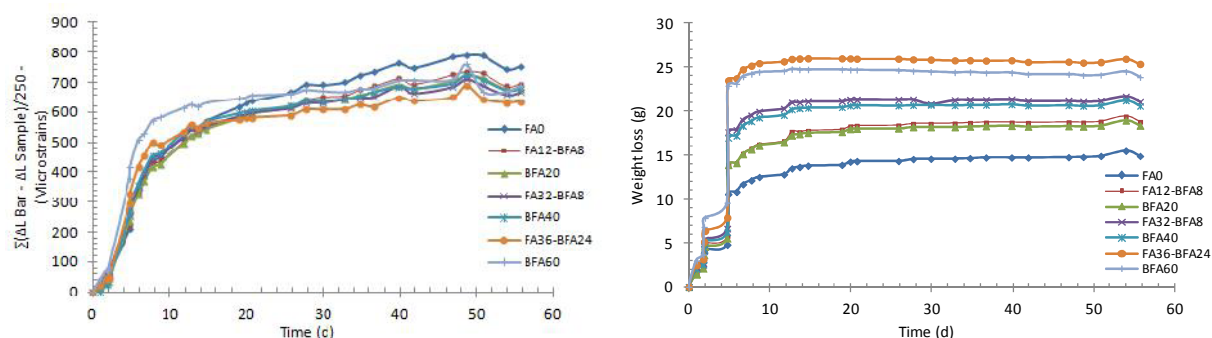 900
800
700
600
500
400
300
200
100
0
∑(ΔL Bar - ΔL Sample)/250 -
(Microstrains)
0
10
20
30
40
50
60
Time (d)
FA0
FA12-BFA8
BFA20
FA32-BFA8
BFA40
FA36-BFA24
BFA60
30
25
20
15
10
5
0
Weight loss (g)
0
10
20
30
40
50
60
Time (d)
FA0
FA12-BFA8
BFA20
FA32-BFA8
BFA40
FA36-BFA24
BFA60